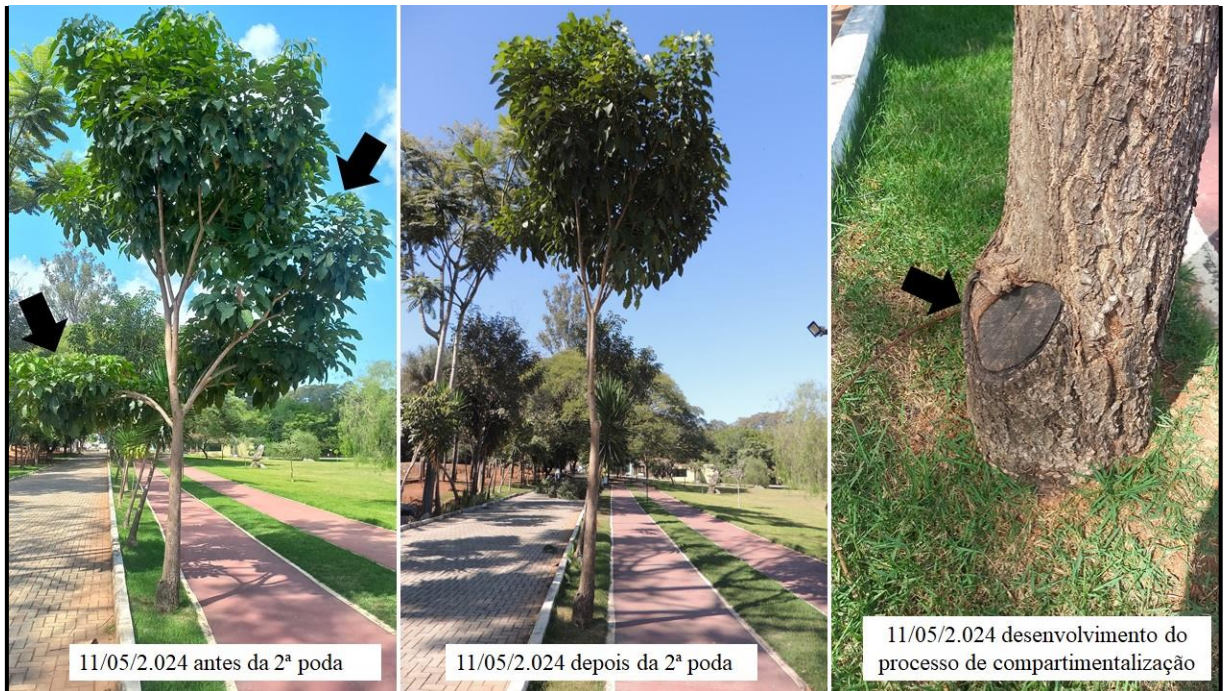 11/05/2.024 antes da 2ª poda
11/05/2.024 depois da 2ª poda
11/05/2.024 desenvolvimento do
processo de compartimentalização